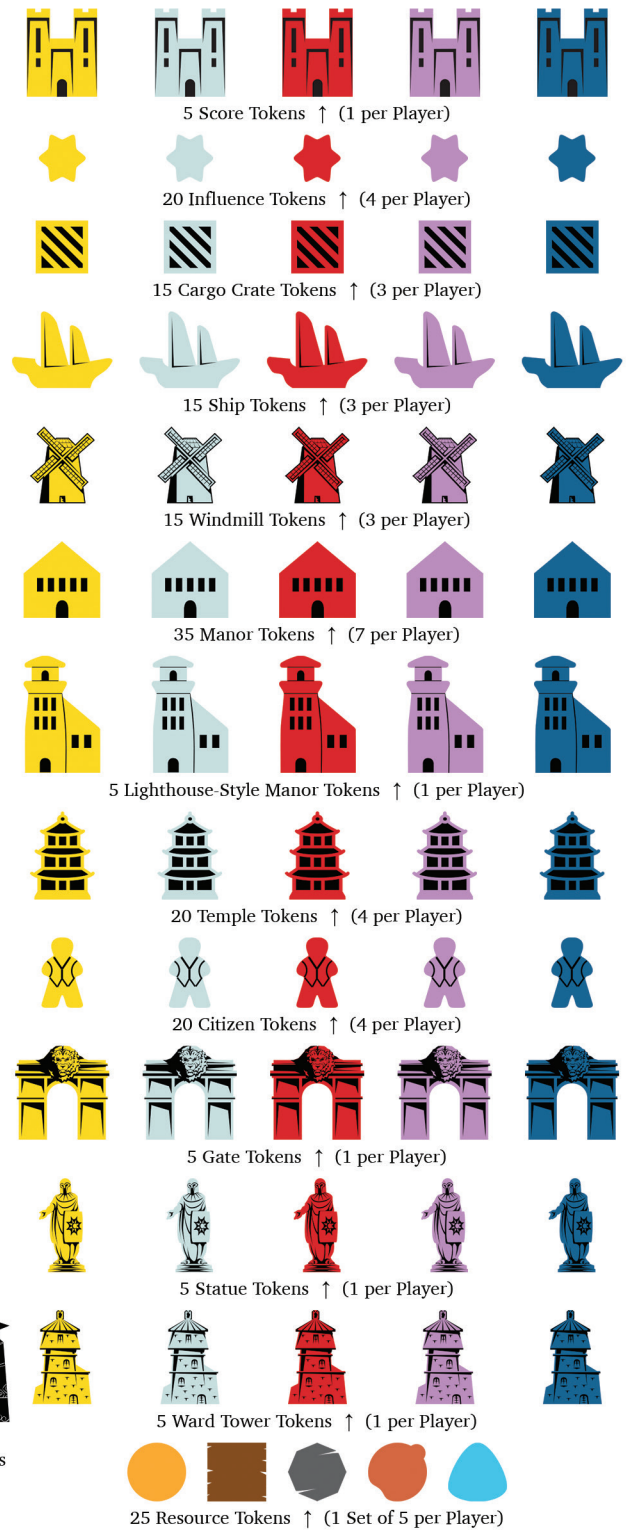 5 Score Tokens ↑ (1 per Player)
20 Influence Tokens ↑ (4 per Player)
15 Cargo Crate Tokens ↑ (3 per Player)
15 Ship Tokens ↑ (3 per Player)
15 Windmill Tokens ↑ (3 per Player)
35 Manor Tokens ↑ (7 per Player)
5 Lighthouse-Style Manor Tokens ↑ (1 per Player)
20 Temple Tokens ↑ (4 per Player)
20 Citizen Tokens ↑ (4 per Player)
5 Gate Tokens ↑ (1 per Player)
5 Statue Tokens ↑ (1 per Player)
5 Ward Tower Tokens ↑ (1 per Player)
s
25 Resource Tokens ↑ (1 Set of 5 per Player)